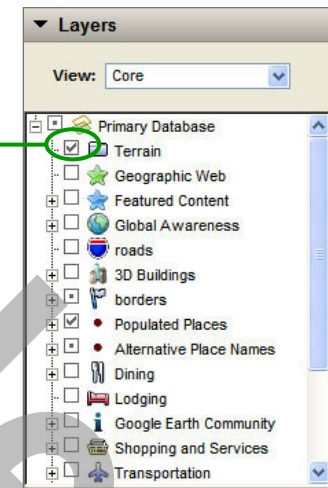 Layers
View: Core
Primary Database
Terrain
Geographic Web
Featured Content
Global Awareness
roads
3D Buildings
borders
Populated Places
Alternative Place Names
Dining
Lodging
Google Earth Community
Shopping and Services
Transportation